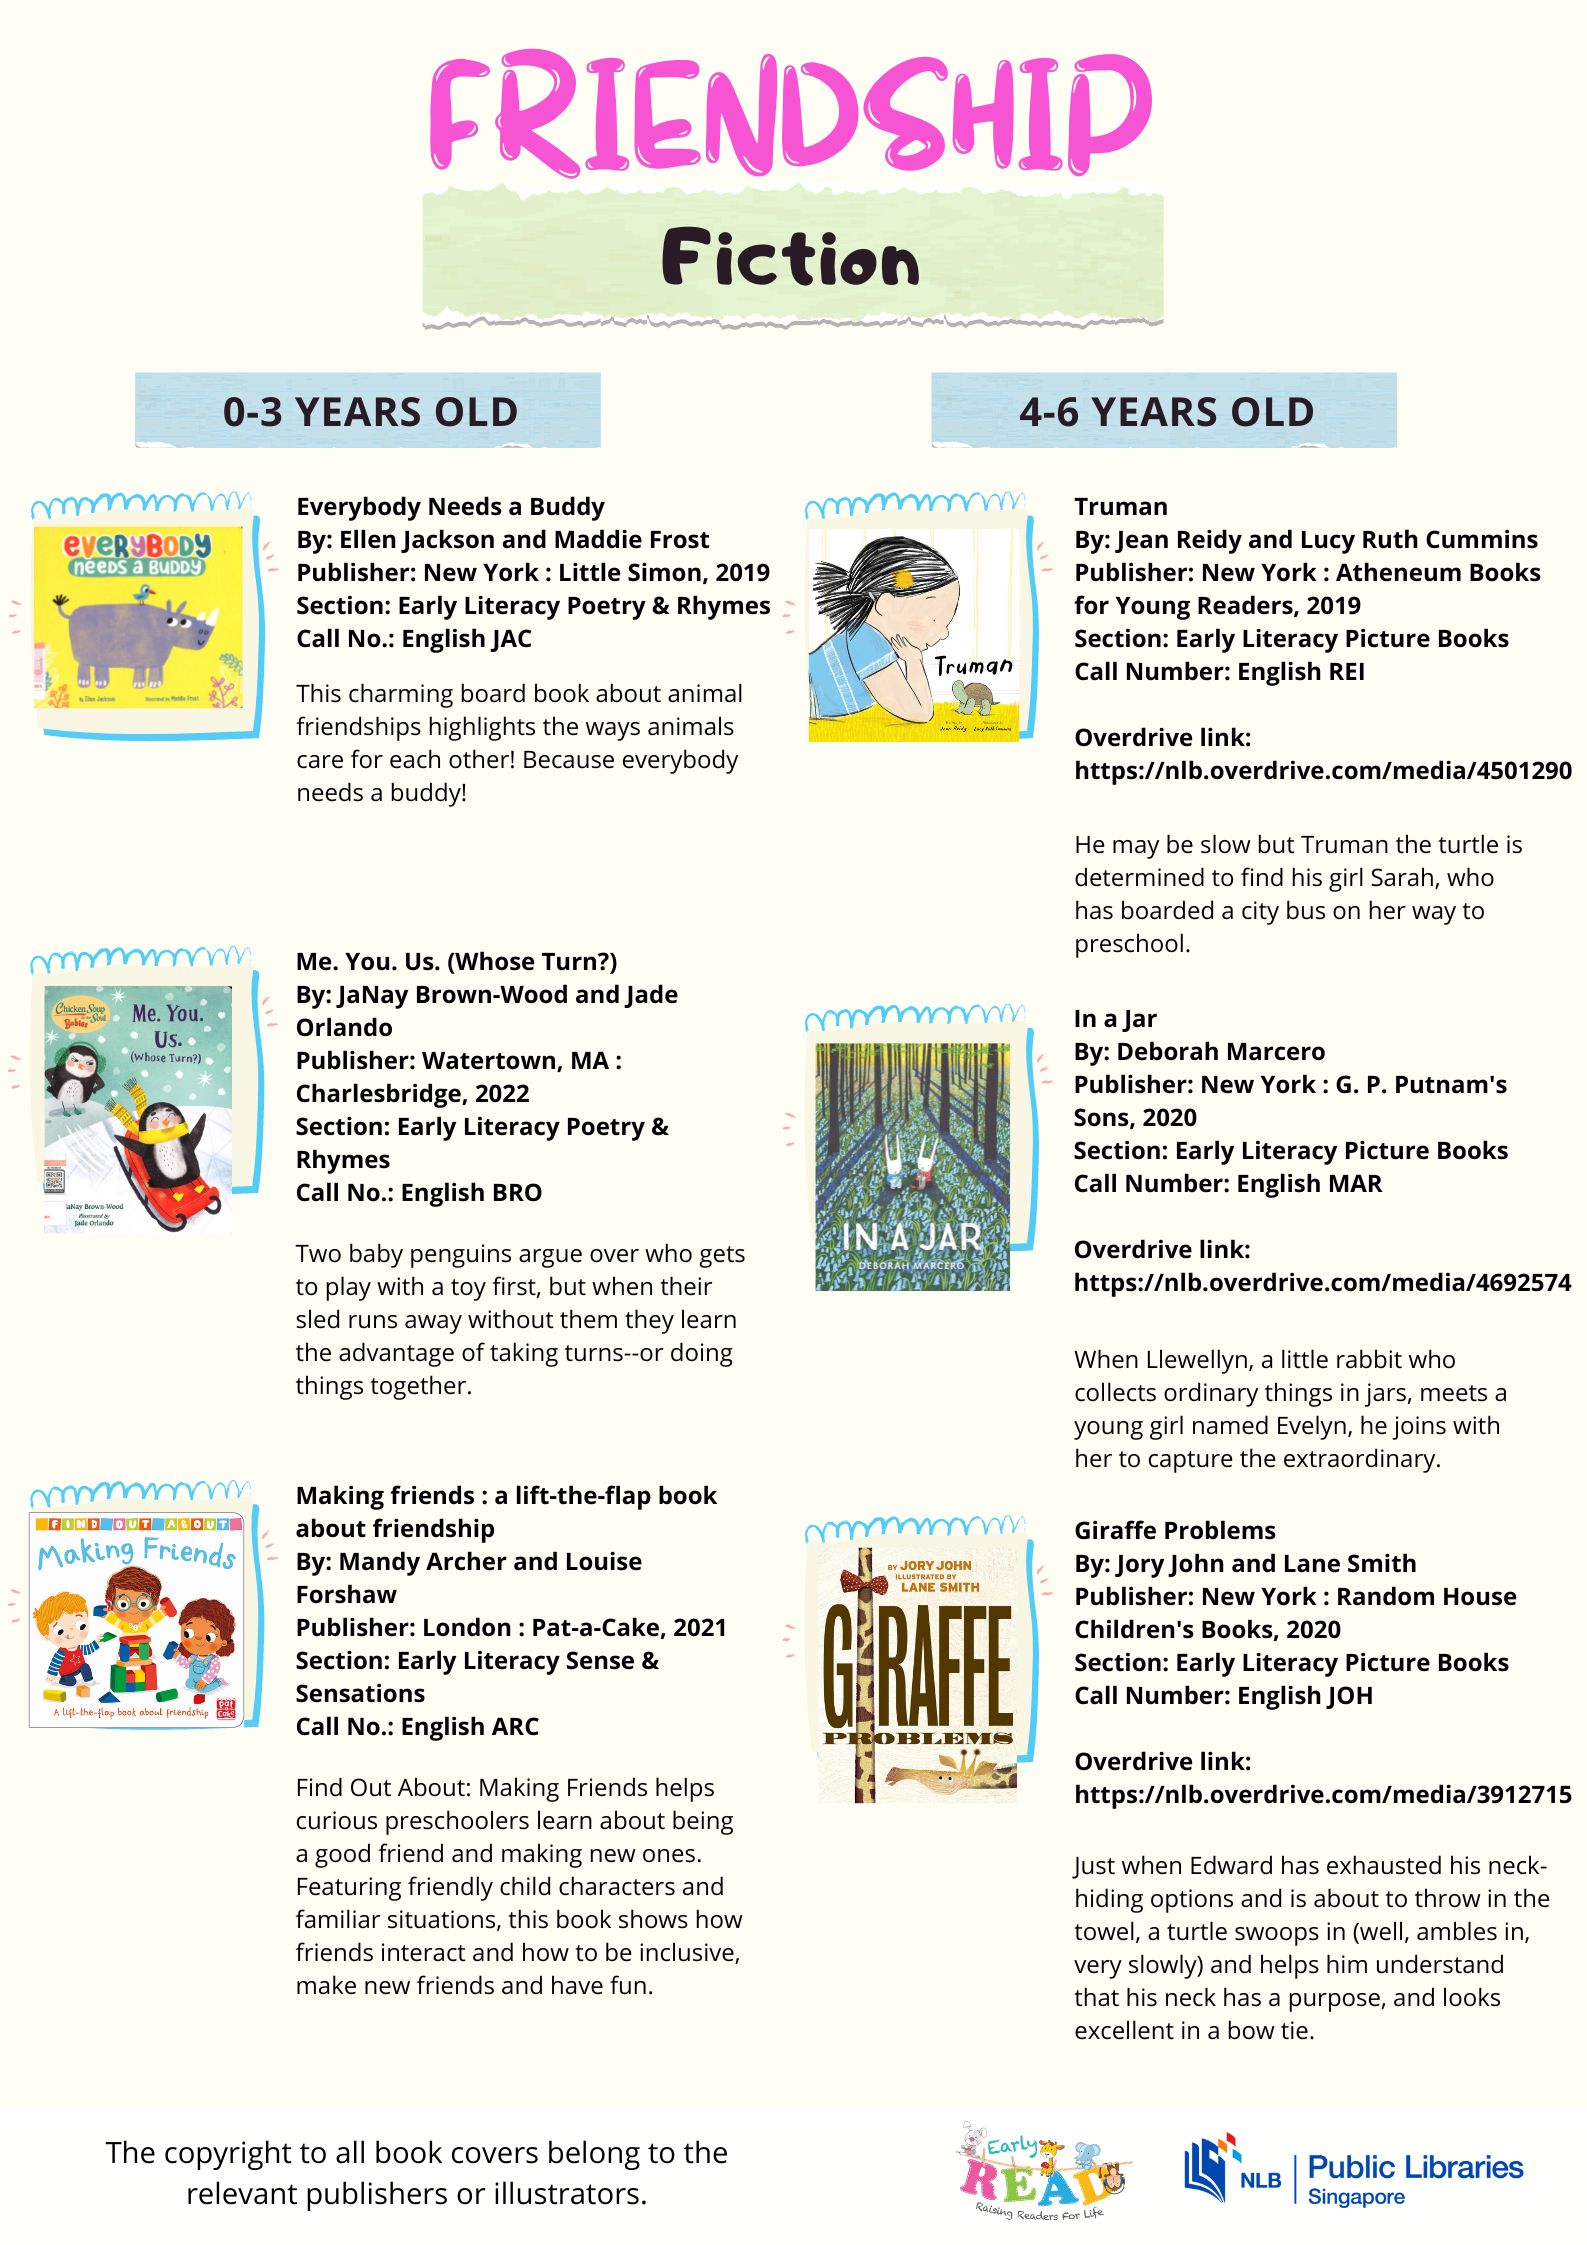 FRIENDSHIP
Fiction
0-3 YEARS OLD
EVERYBODY
NEEDS A BUDDY
By Ellen Jackson
Illustrated by Maddie Frost
Everybody Needs a Buddy
By: Ellen Jackson and Maddie Frost
Publisher: New York : Little Simon, 2019
Section: Early Literacy Poetry & Rhymes
Call No.: English JAC
This charming board book about animal
friendships highlights the ways animals
care for each other! Because everybody
needs a buddy!
Chicken Soup
for the Soul
Babies
Me. You.
Us.
(Whose Turn?)
JaNay Brown-Wood
Illustrated by
Jade Orlando
Me. You. Us. (Whose Turn?)
By: JaNay Brown-Wood and Jade
Orlando
Publisher: Watertown, MA :
Charlesbridge, 2022
Section: Early Literacy Poetry &
Rhymes
Call No.: English BRO
Two baby penguins argue over who gets
to play with a toy first, but when their
sled runs away without them they learn
the advantage of taking turns--or doing
things together.
FIND OUT ABOUT
Making Friends
A lift-the-flap book about friendship
Pat a Cake
Making friends : a lift-the-flap book
about friendship
By: Mandy Archer and Louise
Forshaw
Publisher: London : Pat-a-Cake, 2021
Section: Early Literacy Sense &
Sensations
Call No.: English ARC
Find Out About: Making Friends helps
curious preschoolers learn about being
a good friend and making new ones.
Featuring friendly child characters and
familiar situations, this book shows how
friends interact and how to be inclusive,
make new friends and have fun.
4-6 YEARS OLD
Truman
Jean Reidy
Lucy Ruth Cummins
Truman
By: Jean Reidy and Lucy Ruth Cummins
Publisher: New York : Atheneum Books
for Young Readers, 2019
Section: Early Literacy Picture Books
Call Number: English REI
Overdrive link:
https://nlb.overdrive.com/media/4501290
He may be slow but Truman the turtle is
determined to find his girl Sarah, who
has boarded a city bus on her way to
preschool.
IN A JAR
DEBORAH MARCERO
In a Jar
By: Deborah Marcero
Publisher: New York : G. P. Putnam's
Sons, 2020
Section: Early Literacy Picture Books
Call Number: English MAR
Overdrive link:
https://nlb.overdrive.com/media/4692574
When Llewellyn, a little rabbit who
collects ordinary things in jars, meets a
young girl named Evelyn, he joins with
her to capture the extraordinary.
BY JORY JOHN
ILLUSTRATED BY
LANE SMITH
GIRAFFE
PROBLEMS
Giraffe Problems
By: Jory John and Lane Smith
Publisher: New York : Random House
Children's Books, 2020
Section: Early Literacy Picture Books
Call Number: English JOH
Overdrive link:
https://nlb.overdrive.com/media/3912715
Just when Edward has exhausted his neck-
hiding options and is about to throw in the
towel, a turtle swoops in (well, ambles in,
very slowly) and helps him understand
that his neck has a purpose, and looks
excellent in a bow tie.
The copyright to all book covers belong to the
relevant publishers or illustrators.
Early
READ
Raising Readers For Life
NLB
Public Libraries
Singapore